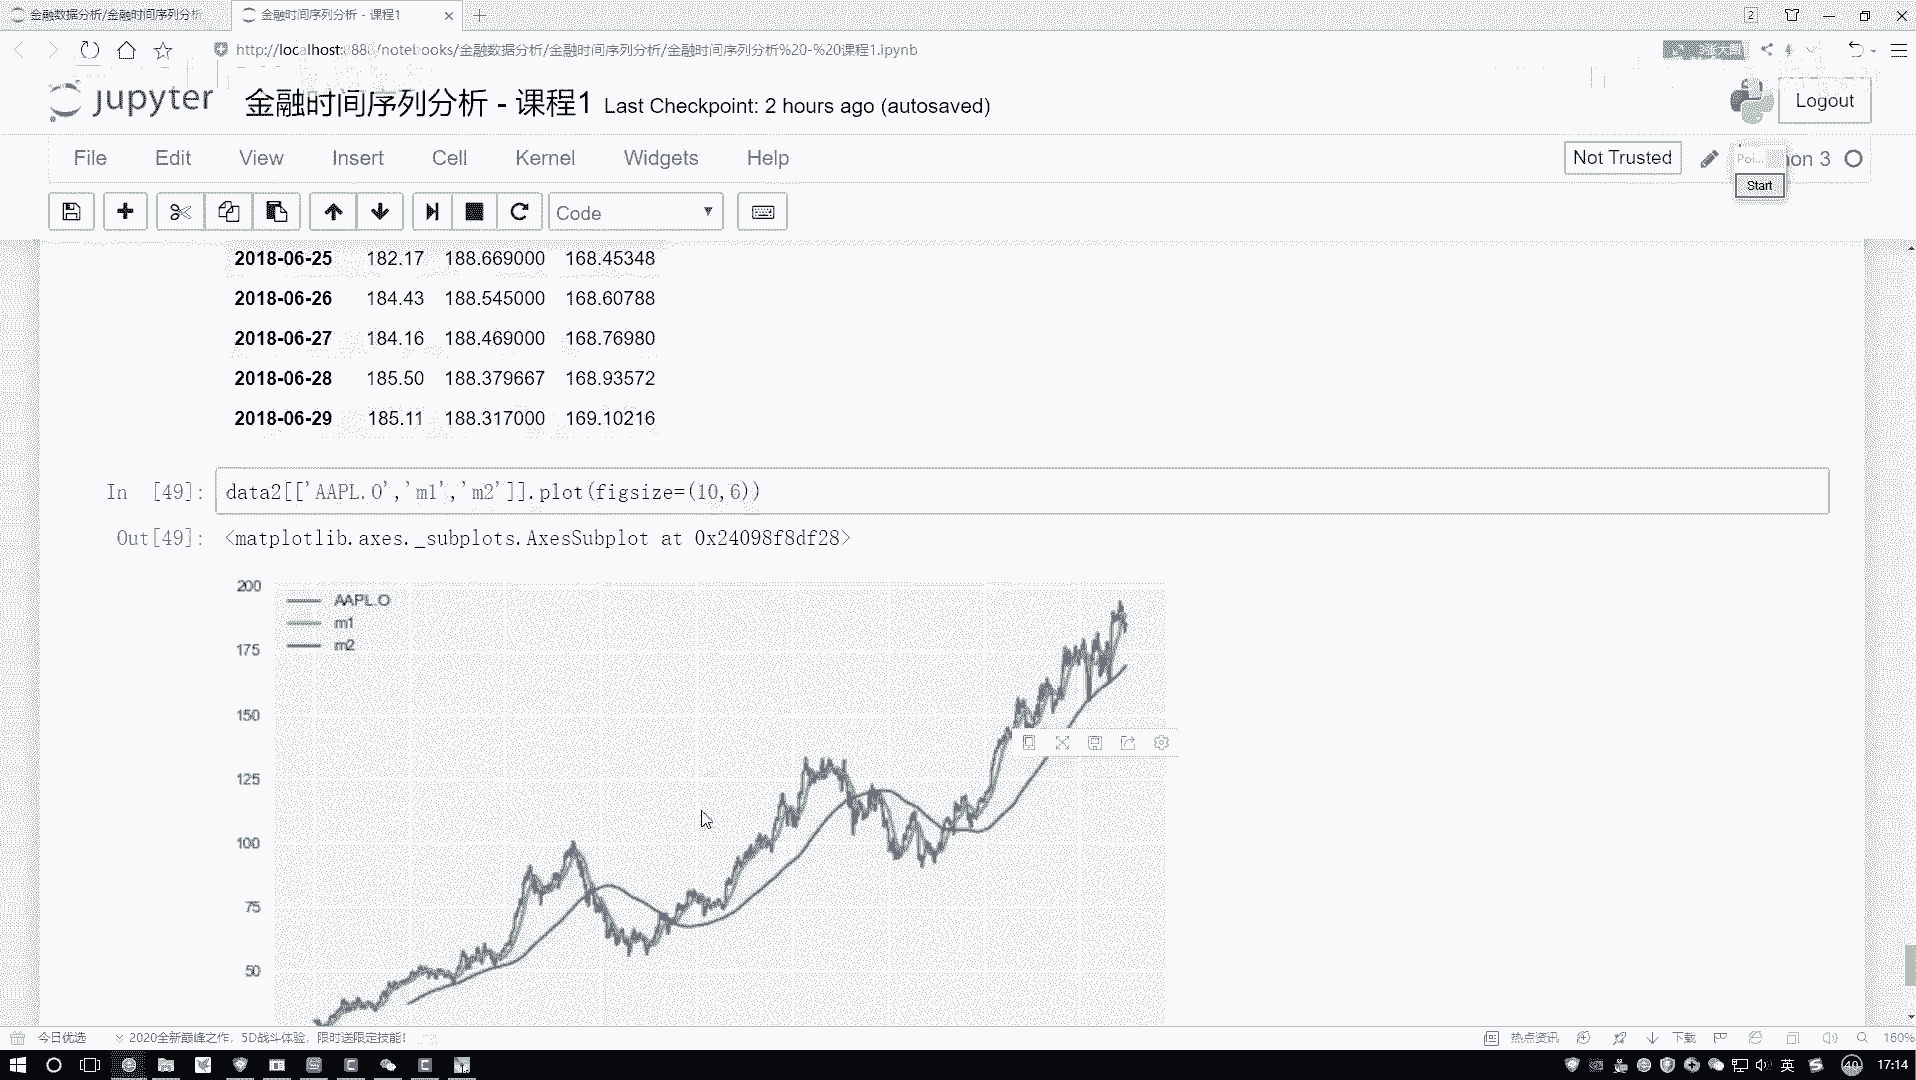 金融数据分析/金融时间序列分析
金融时间序列分析 - 课程1
2
http://localhost:888/notebooks/金融数据分析/金融时间序列分析/金融时间序列分析%20-%20课程1.ipynb
3张大图
jupyter 金融时间序列分析 - 课程1 Last Checkpoint: 2 hours ago (autosaved)
Logout
File Edit View Insert Cell Kernel Widgets Help
Not Trusted
Poi... hon 3
Start
Code
2018-06-25 182.17 188.669000 168.45348
2018-06-26 184.43 188.545000 168.60788
2018-06-27 184.16 188.469000 168.76980
2018-06-28 185.50 188.379667 168.93572
2018-06-29 185.11 188.317000 169.10216
In [49]: data2[['AAPL.O','m1','m2']].plot(figsize=(10,6))
Out[49]: <matplotlib.axes._subplots.AxesSubplot at 0x24098f8df28>
200
AAPL.O
m1
m2
175
150
125
100
75
50
今日优选
2020全新巅峰之作，5D战斗体验，限时送限定技能！
热点资讯
下载
160%
英
40
17:14